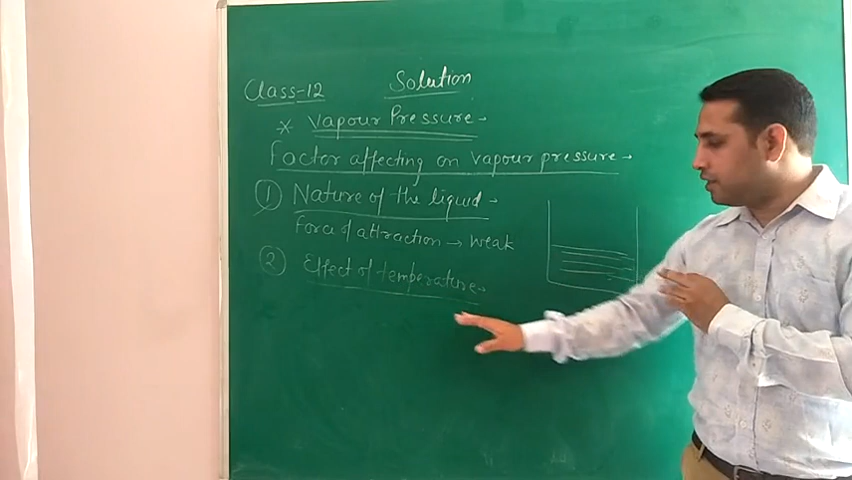 Class-12 Solution
* Vapour Pressure-
Factor affecting on vapour pressure →
① Nature of the liquid -
Force of attraction → weak
② Effect of temperature →